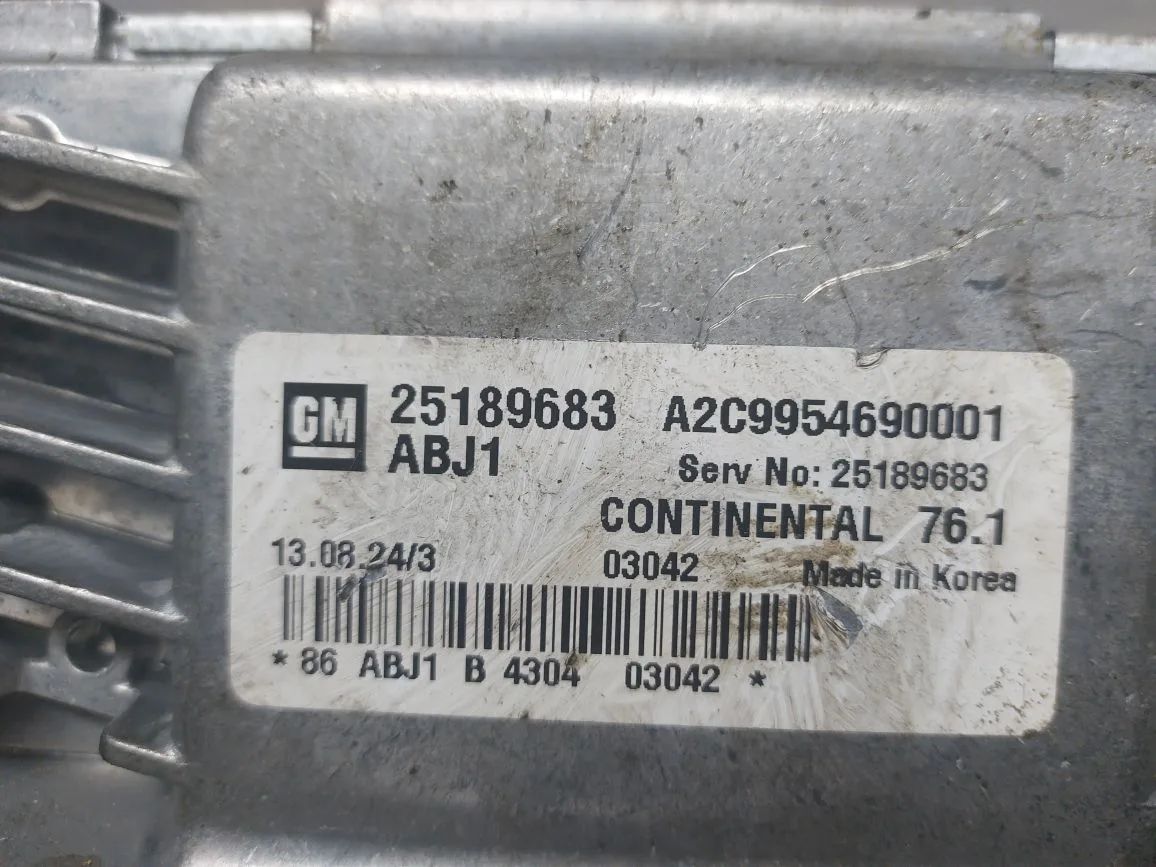 GM 25189683 A2C9954690001
ABJ1 Serv No: 25189683
CONTINENTAL 76.1
13.08.24/3 03042 Made in Korea
* 86 ABJ1 B 4304 03042 *